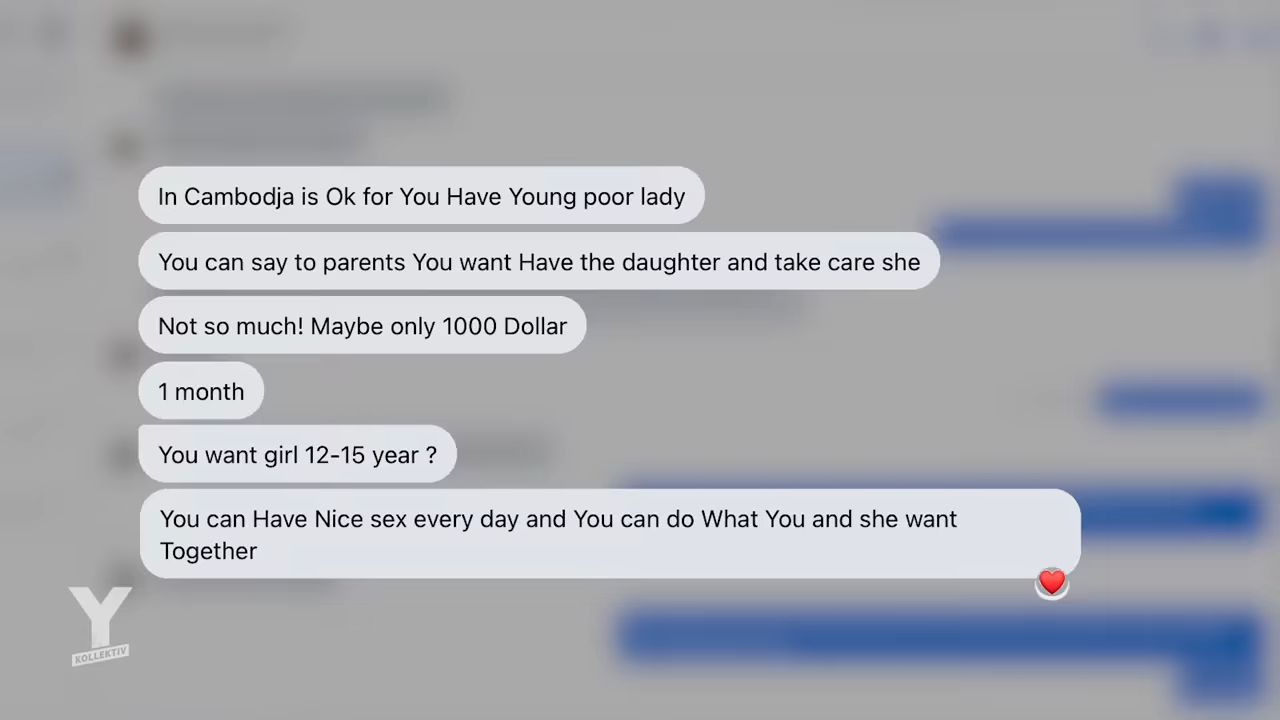 In Cambodja is Ok for You Have Young poor lady
You can say to parents You want Have the daughter and take care she
Not so much! Maybe only 1000 Dollar
1 month
You want girl 12-15 year ?
You can Have Nice sex every day and You can do What You and she want
Together
Y
KOLLEKTIV